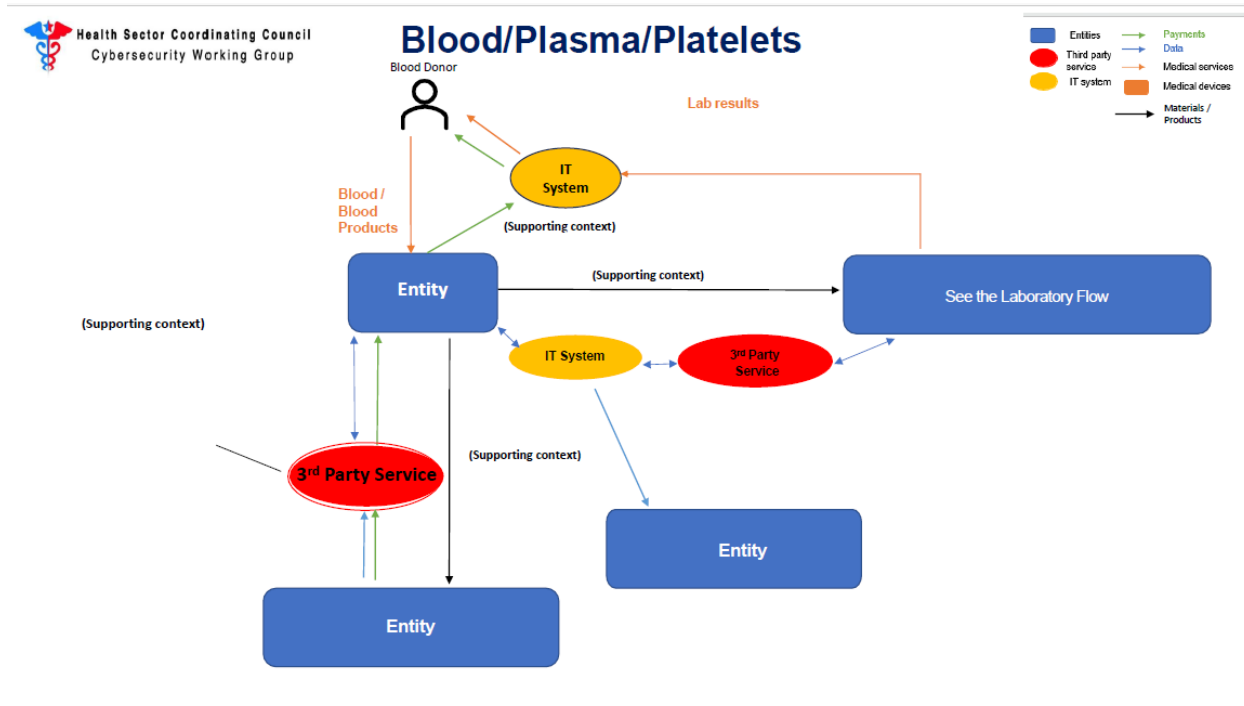 Health Sector Coordinating Council
Cybersecurity Working Group
Blood/Plasma/Platelets
Entities
Payments
Data
Third party
service
Medical services
IT system
Medical devices
Materials /
Products
Blood Donor
Lab results
IT
System
Blood /
Blood
Products
(Supporting context)
Entity
(Supporting context)
See the Laboratory Flow
(Supporting context)
IT System
3rd Party
Service
(Supporting context)
3rd Party Service
Entity
Entity